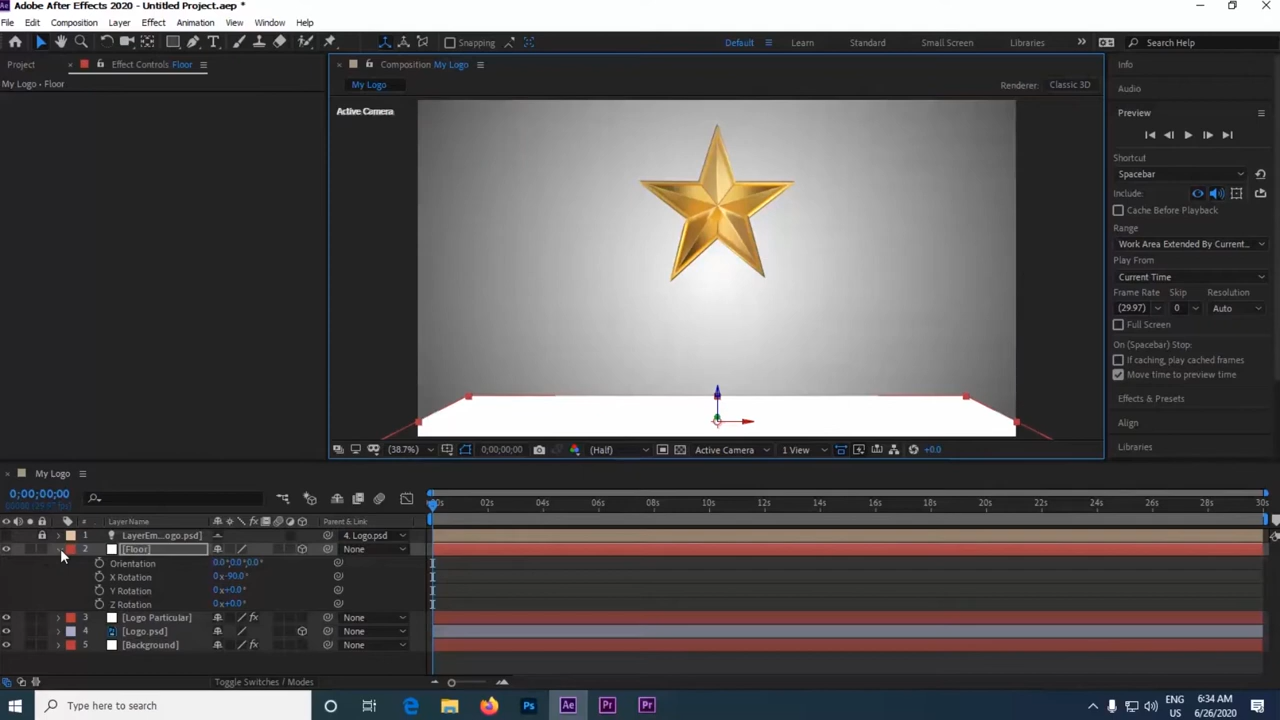 Adobe After Effects 2020 - Untitled Project.aep *
File Edit Composition Layer Effect Animation View Window Help
Snapping Default Learn Standard Small Screen Libraries Search Help
Project Effect Controls Floor Composition My Logo Info
My Logo • Floor My Logo Renderer: Classic 3D
Audio
Active Camera
Preview
Shortcut
Spacebar
Include:
Cache Before Playback
Range
Work Area Extended By Current...
Play From
Current Time
Frame Rate Skip Resolution
(29.97) 0 Auto
Full Screen
On (Spacebar) Stop:
If caching, play cached frames
Move time to preview time
Effects & Presets
Align
Libraries
(38.7%) 0;00;00;00 (Half) Active Camera 1 View +0.0
My Logo
0;00;00;00
:00s 02s 04s 06s 08s 10s 12s 14s 16s 18s 20s 22s 24s 26s 28s 30s
# Layer Name Parent & Link
1 LayerEm...ogo.psd] 4. Logo.psd
2 [Floor] None
Orientation 0.0°,0.0°,0.0°
X Rotation 0x-90.0°
Y Rotation 0x+0.0°
Z Rotation 0x+0.0°
3 [Logo Particular] None
4 [Logo.psd] None
5 [Background] None
Toggle Switches / Modes
Type here to search
Ae Ps Pr
ENG 6:34 AM
US 6/26/2020